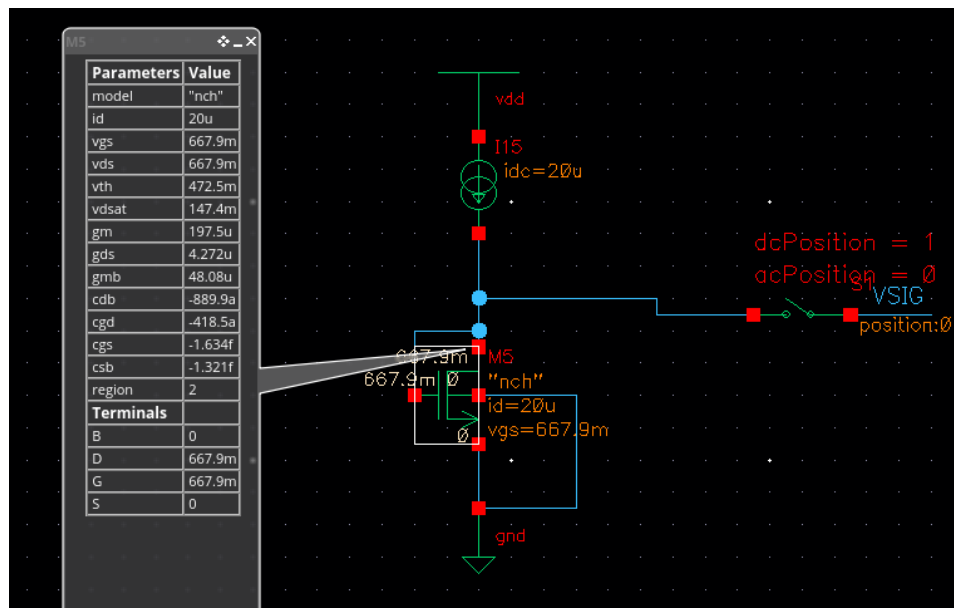 M5
Parameters Value
model "nch"
id 20u
vgs 667.9m
vds 667.9m
vth 472.5m
vdsat 147.4m
gm 197.5u
gds 4.272u
gmb 48.08u
cdb -889.9a
cgd -418.5a
cgs -1.634f
csb -1.321f
region 2
Terminals
B 0
D 667.9m
G 667.9m
S 0
vdd
I15
idc=20u
dcPosition = 1
acPosition = 0
S1
VSIG
position:0
667.9m
M5
667.9m 0
"nch"
id=20u
0
vgs=667.9m
gnd